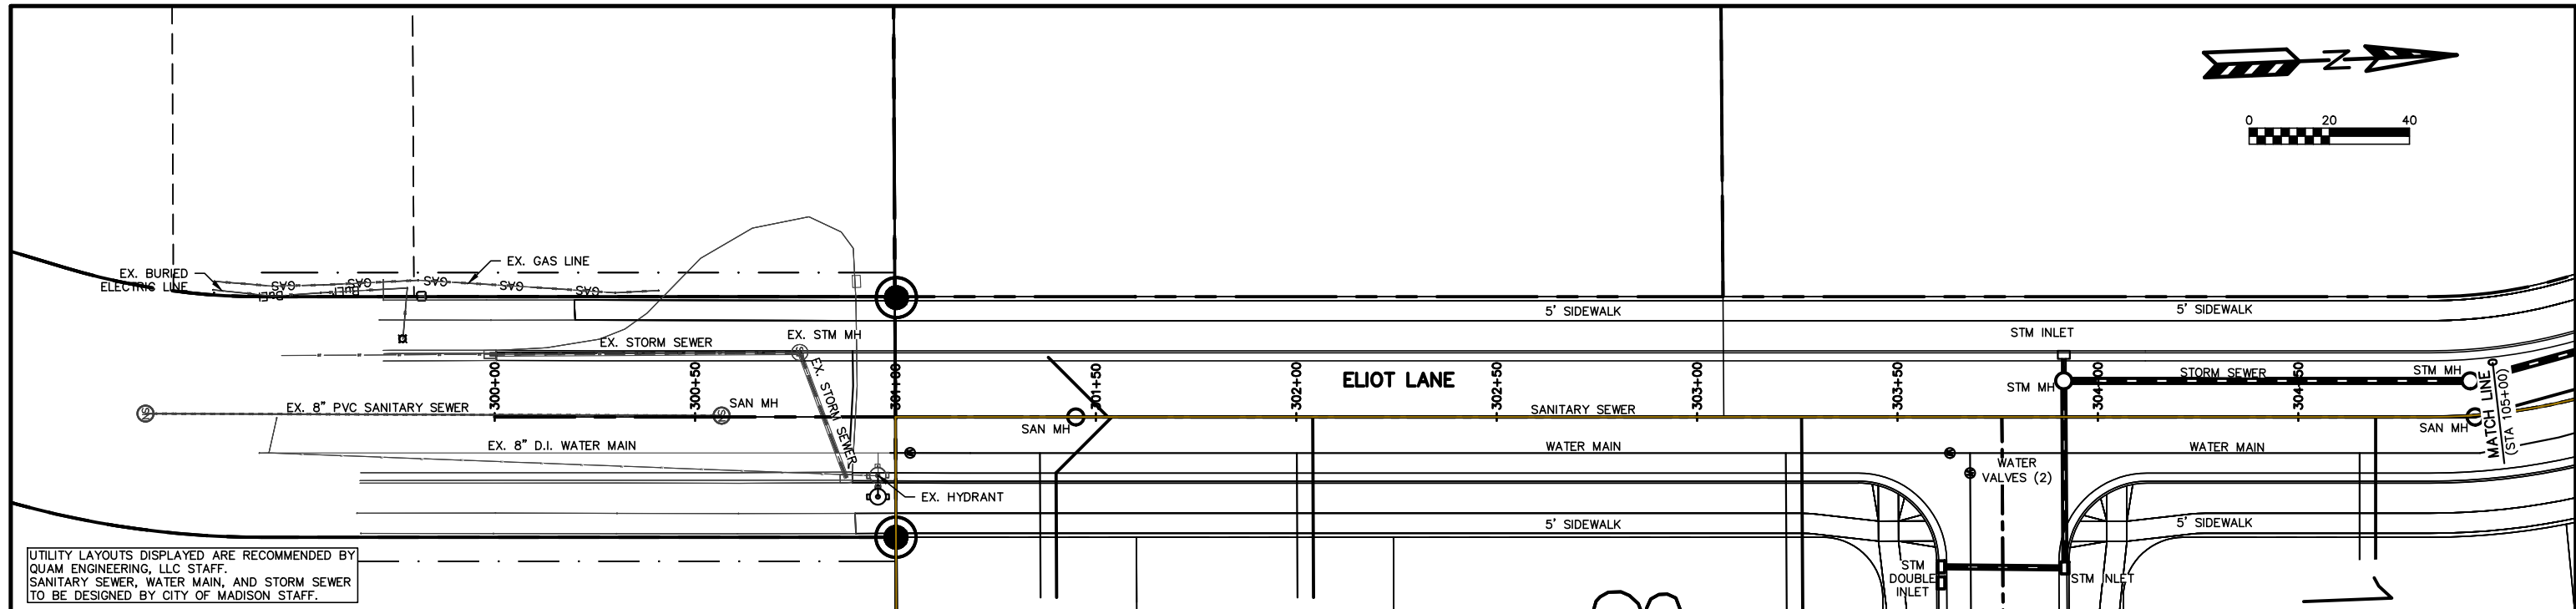 N
0 20 40
EX. BURIED
ELECTRIC LINE
EX. GAS LINE
GAS GAS GAS GAS GAS
BUEL BUEL
5' SIDEWALK
5' SIDEWALK
EX. STM MH
EX. STORM SEWER
EX. STORM SEWER
STM INLET
300+00
300+50
301+00
301+50
302+00
302+50
303+00
303+50
304+00
304+50
ELIOT LANE
STM MH
STORM SEWER
STM MH
MATCH LINE
(STA 105+00)
EX. 8" PVC SANITARY SEWER
SAN MH
SAN MH
SANITARY SEWER
SAN MH
EX. 8" D.I. WATER MAIN
WATER MAIN
WATER MAIN
WATER
VALVES (2)
EX. HYDRANT
5' SIDEWALK
5' SIDEWALK
STM
DOUBLE
INLET
STM INLET
UTILITY LAYOUTS DISPLAYED ARE RECOMMENDED BY
QUAM ENGINEERING, LLC STAFF.
SANITARY SEWER, WATER MAIN, AND STORM SEWER
TO BE DESIGNED BY CITY OF MADISON STAFF.